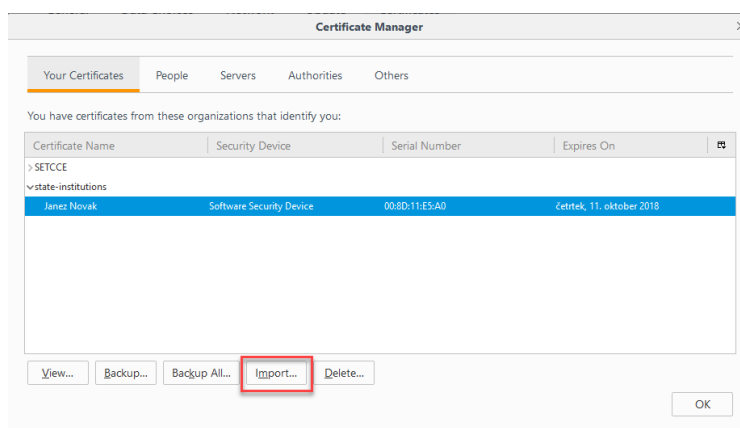 Certificate Manager
Your Certificates People Servers Authorities Others
You have certificates from these organizations that identify you:
Certificate Name Security Device Serial Number Expires On
SETCCE
state-institutions
Janez Novak Software Security Device 00:8D:11:E5:A0 četrtek, 11. oktober 2018
View... Backup... Backup All... Import... Delete...
OK